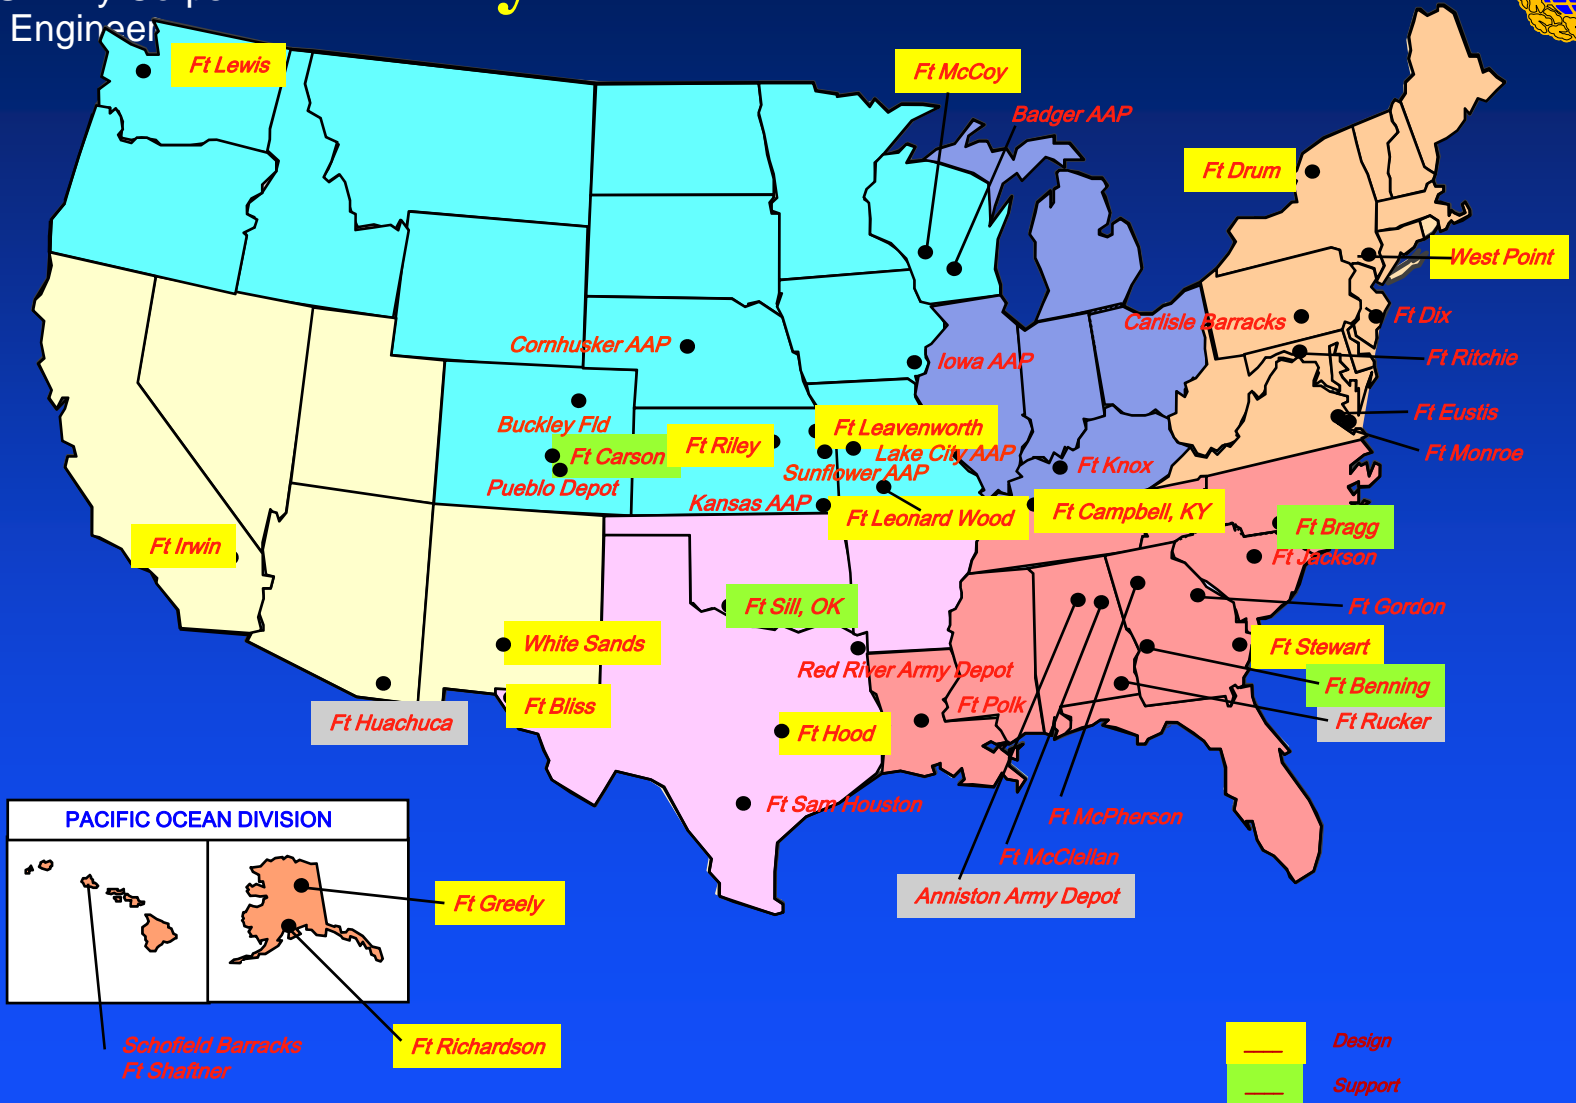 Engineer
Ft Lewis
Ft McCoy
Badger AAP
Ft Drum
West Point
Carlisle Barracks
Ft Dix
Cornhusker AAP
Iowa AAP
Ft Ritchie
Buckley Fld
Ft Eustis
Ft Leavenworth
Ft Riley
Ft Carson
Lake City AAP
Ft Monroe
Sunflower AAP
Ft Knox
Pueblo Depot
Kansas AAP
Ft Leonard Wood
Ft Campbell, KY
Ft Bragg
Ft Irwin
Ft Jackson
Ft Sill, OK
Ft Gordon
White Sands
Ft Stewart
Red River Army Depot
Ft Benning
Ft Bliss
Ft Polk
Ft Huachuca
Ft Rucker
Ft Hood
Ft Sam Houston
Ft McPherson
PACIFIC OCEAN DIVISION
Ft McClellan
Anniston Army Depot
Ft Greely
Ft Richardson
Schofield Barracks
Ft Shaftner
Design
Support